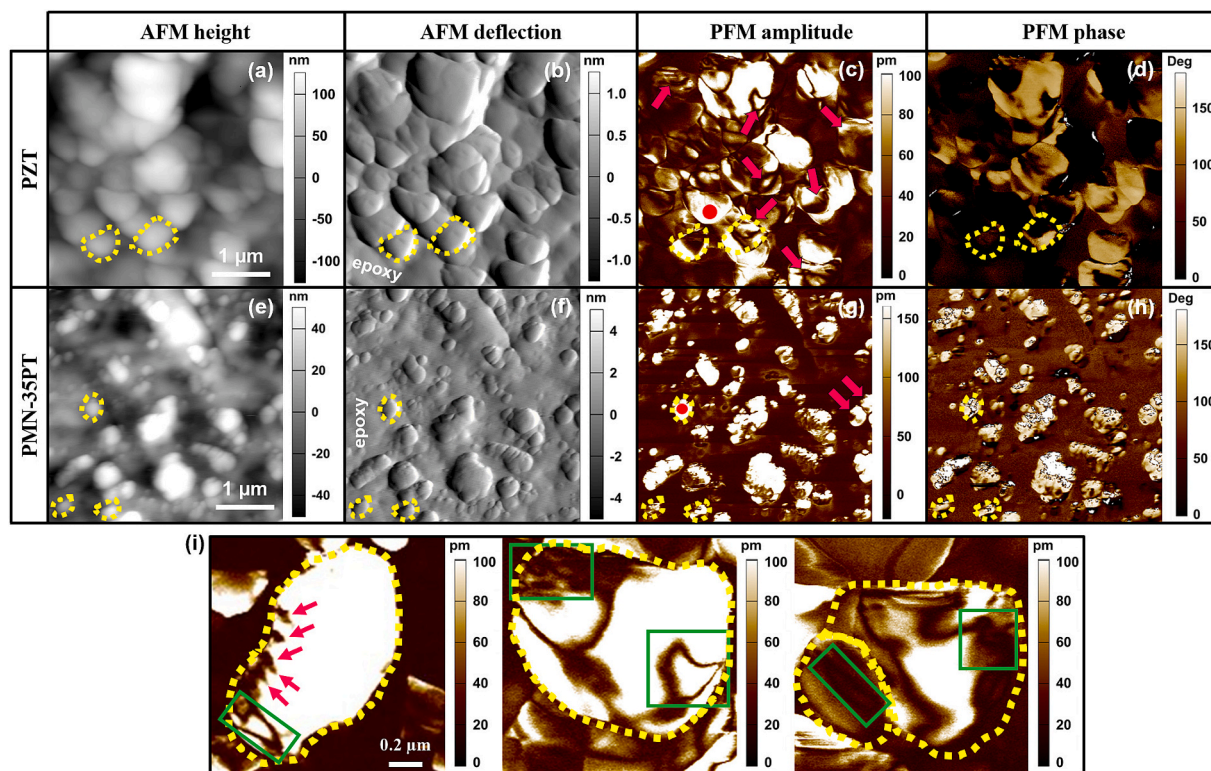 AFM height AFM deflection PFM amplitude PFM phase
PZT
(a) nm 100 50 0 -50 -100 1 µm
(b) nm 1.0 0.5 0 -0.5 -1.0 epoxy
(c) pm 100 80 60 40 20 0
(d) Deg 150 100 50 0
PMN-35PT
(e) nm 40 20 0 -20 -40 1 µm
(f) nm 4 2 0 -2 -4 epoxy
(g) pm 150 100 50 0
(h) Deg 150 100 50 0
(i) pm 100 80 60 40 20 0 0.2 µm
pm 100 80 60 40 20 0
pm 100 80 60 40 20 0